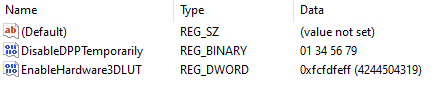 Name Type Data
(Default) REG_SZ (value not set)
DisableDPPTemporarily REG_BINARY 01 34 56 79
EnableHardware3DLUT REG_DWORD 0xfcfdfeff (4244504319)